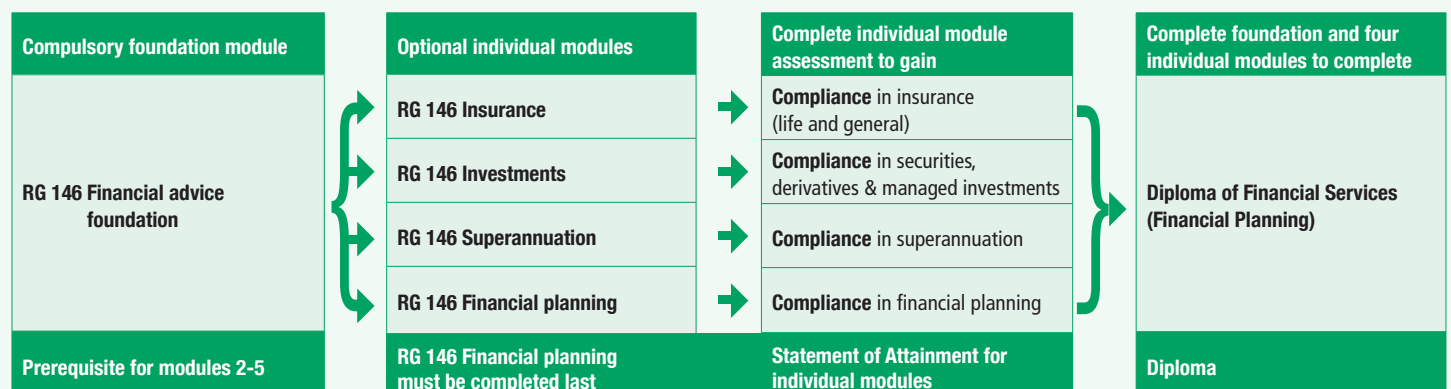 Compulsory foundation module
RG 146 Financial advice
foundation
Prerequisite for modules 2-5
Optional individual modules
RG 146 Insurance
RG 146 Investments
RG 146 Superannuation
RG 146 Financial planning
RG 146 Financial planning
must be completed last
Complete individual module
assessment to gain
Compliance in insurance
(life and general)
Compliance in securities,
derivatives & managed investments
Compliance in superannuation
Compliance in financial planning
Statement of Attainment for
individual modules
Complete foundation and four
individual modules to complete
Diploma of Financial Services
(Financial Planning)
Diploma